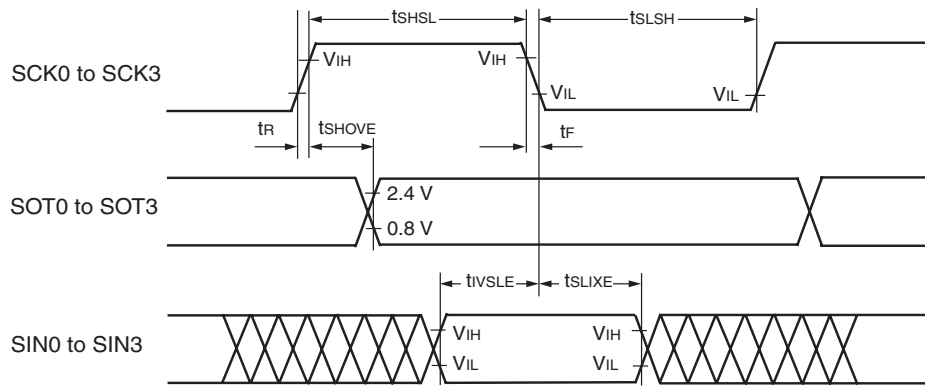 tSHSL tSLSH
SCK0 to SCK3 VIH VIH
VIL VIL
tR tSHOVE tF
SOT0 to SOT3 2.4 V
0.8 V
tIVSLE tSLIXE
SIN0 to SIN3 VIH VIH
VIL VIL